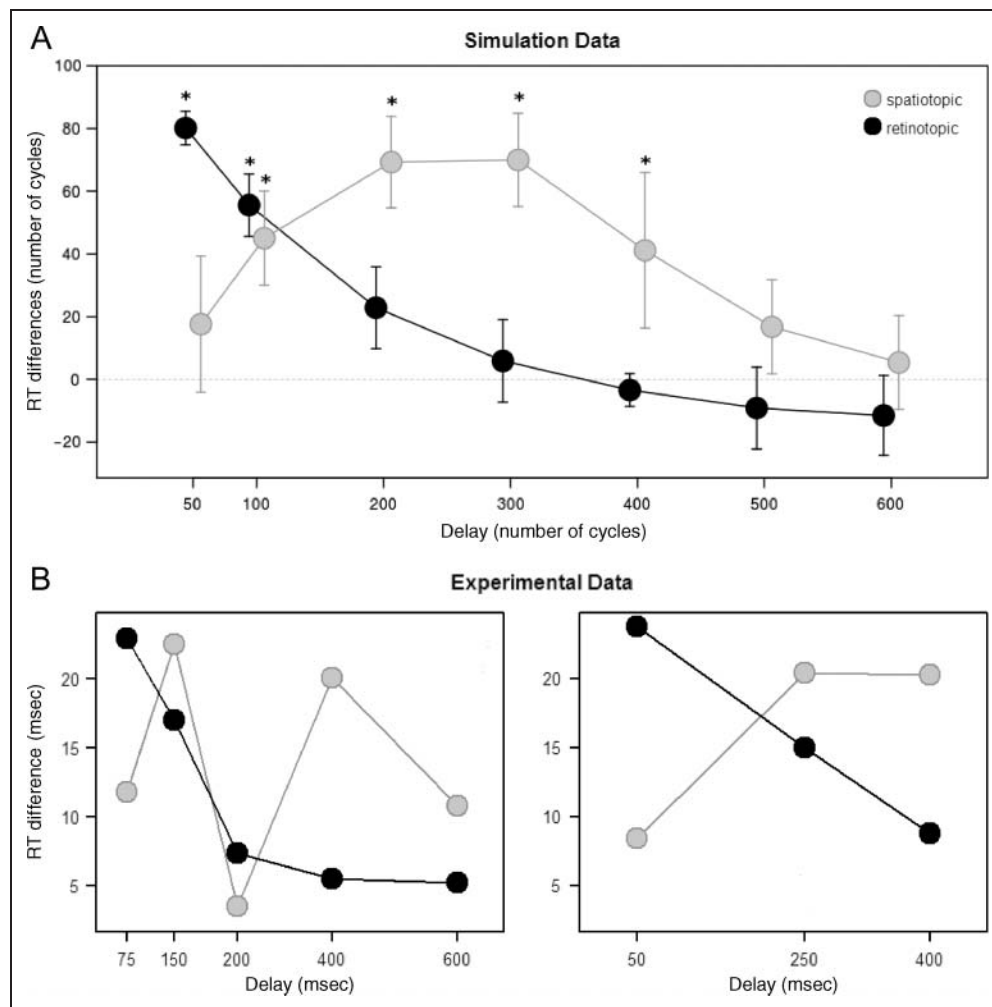 A
Simulation Data
RT differences (number of cycles)
100
80
60
40
20
0
−20
* * * * * *
spatiotopic
retinotopic
50 100 200 300 400 500 600
Delay (number of cycles)
B
Experimental Data
RT difference (msec)
20
15
10
5
75 150 200 400 600
Delay (msec)
20
15
10
5
50 250 400
Delay (msec)